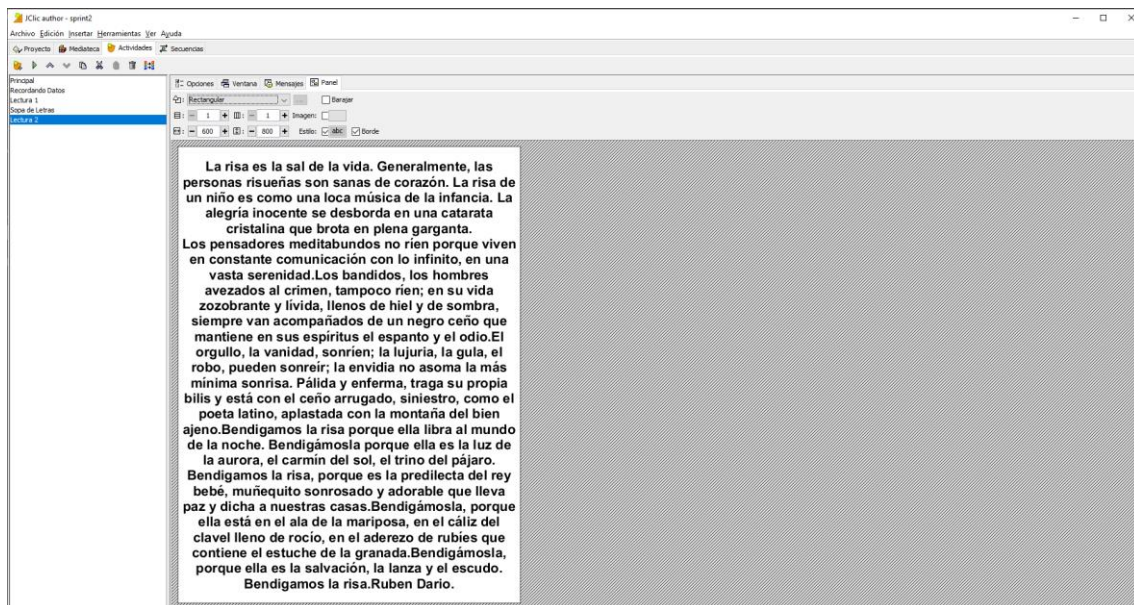 JClic author - sprint2
Archivo Edición Insertar Herramientas Ver Ayuda
Proyecto Mediateca Actividades Secuencias
Principal
Recordando Datos
Lectura 1
Sopa de Letras
Lectura 2
Opciones Ventana Mensajes Panel
Rectangular ... Barajar
1 1 Imagen:
600 800 Estilo: abc Borde
La risa es la sal de la vida. Generalmente, las
personas risueñas son sanas de corazón. La risa de
un niño es como una loca música de la infancia. La
alegría inocente se desborda en una catarata
cristalina que brota en plena garganta.
Los pensadores meditabundos no ríen porque viven
en constante comunicación con lo infinito, en una
vasta serenidad.Los bandidos, los hombres
avezados al crimen, tampoco ríen; en su vida
zozobrante y lívida, llenos de hiel y de sombra,
siempre van acompañados de un negro ceño que
mantiene en sus espíritus el espanto y el odio.El
orgullo, la vanidad, sonríen; la lujuria, la gula, el
robo, pueden sonreír; la envidia no asoma la más
mínima sonrisa. Pálida y enferma, traga su propia
bilis y está con el ceño arrugado, siniestro, como el
poeta latino, aplastada con la montaña del bien
ajeno.Bendigamos la risa porque ella libra al mundo
de la noche. Bendigámosla porque ella es la luz de
la aurora, el carmín del sol, el trino del pájaro.
Bendigamos la risa, porque es la predilecta del rey
bebé, muñequito sonrosado y adorable que lleva
paz y dicha a nuestras casas.Bendigámosla, porque
ella está en el ala de la mariposa, en el cáliz del
clavel lleno de rocío, en el aderezo de rubíes que
contiene el estuche de la granada.Bendigámosla,
porque ella es la salvación, la lanza y el escudo.
Bendigamos la risa.Ruben Dario.